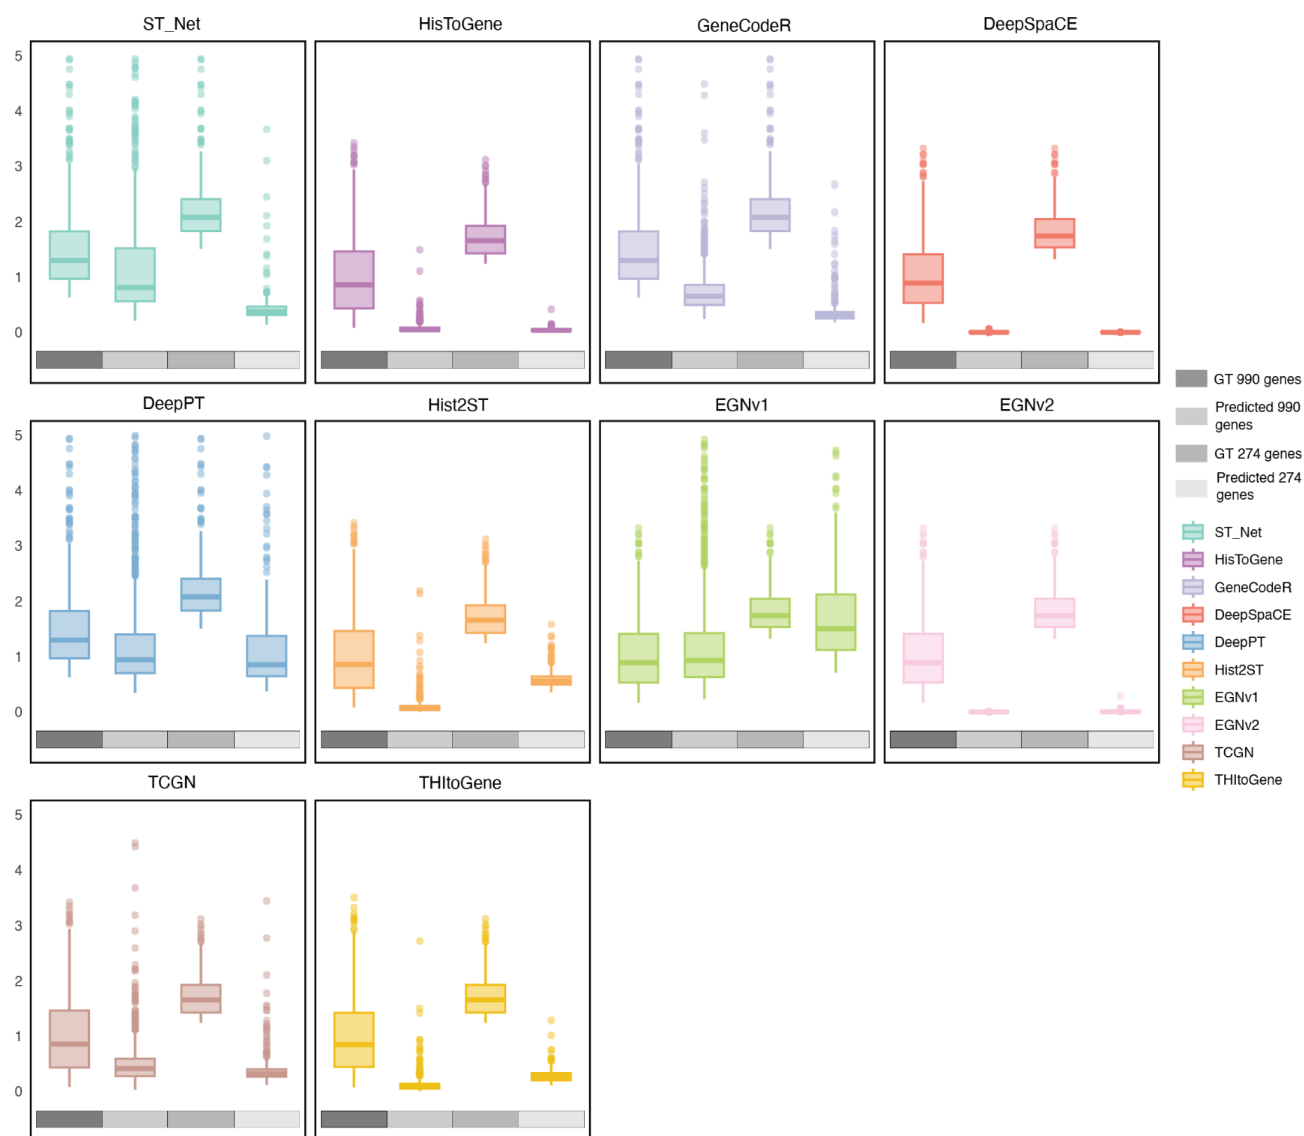 ST_Net
HisToGene
GeneCodeR
DeepSpaCE
5
4
3
2
1
0
DeepPT
Hist2ST
EGNv1
EGNv2
5
4
3
2
1
0
TCGN
THItoGene
5
4
3
2
1
0
GT 990 genes
Predicted 990
genes
GT 274 genes
Predicted 274
genes
ST_Net
HisToGene
GeneCodeR
DeepSpaCE
DeepPT
Hist2ST
EGNv1
EGNv2
TCGN
THItoGene